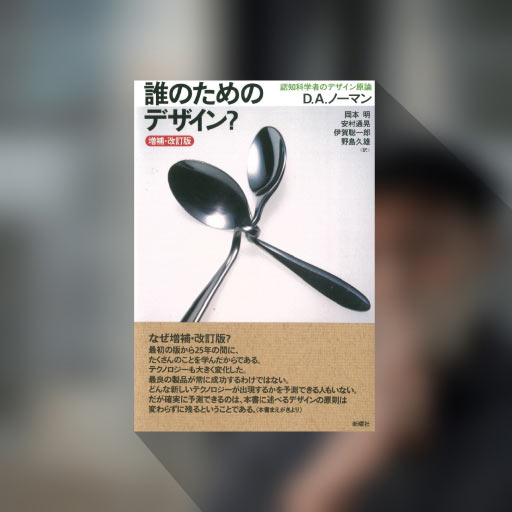 誰のための
デザイン?
増補・改訂版
認知科学者のデザイン原論
D.A.ノーマン
岡本 明
安村通晃
伊賀聡一郎
野島久雄
(訳)
なぜ増補・改訂版?
最初の版から25年の間に、
たくさんのことを学んだからである。
テクノロジーも大きく変化した。
最良の製品が常に成功するわけではない。
どんな新しいテクノロジーが出現するかを予測できる人もいない。
だが確実に予測できるのは、本書に述べるデザインの原則は
変わらずに残るということである。(本書まえがきより)
新曜社